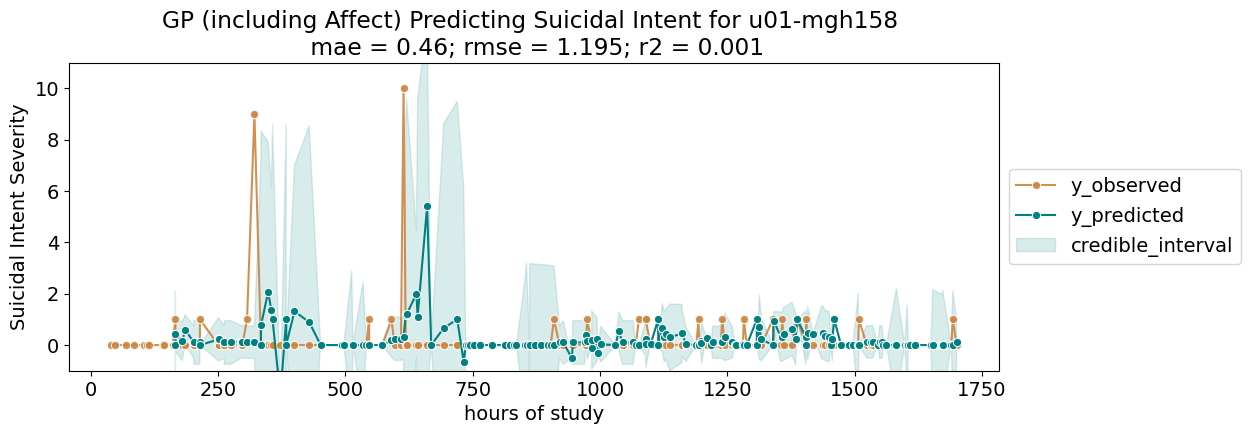 GP (including Affect) Predicting Suicidal Intent for u01-mgh158
mae = 0.46; rmse = 1.195; r2 = 0.001
Suicidal Intent Severity
10
8
6
4
2
0
0
250
500
750
1000
1250
1500
1750
hours of study
y_observed
y_predicted
credible_interval